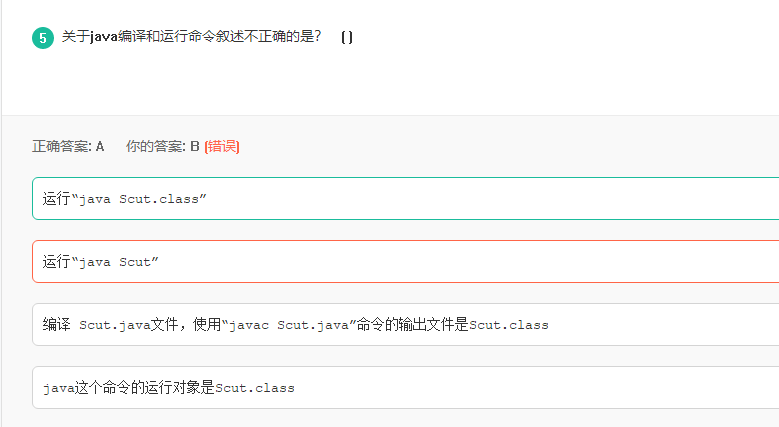 5 关于java编译和运行命令叙述不正确的是? ( )
正确答案: A 你的答案: B (错误)
运行“java Scut.class”
运行“java Scut”
编译 Scut.java文件，使用“javac Scut.java”命令的输出文件是Scut.class
java这个命令的运行对象是Scut.class